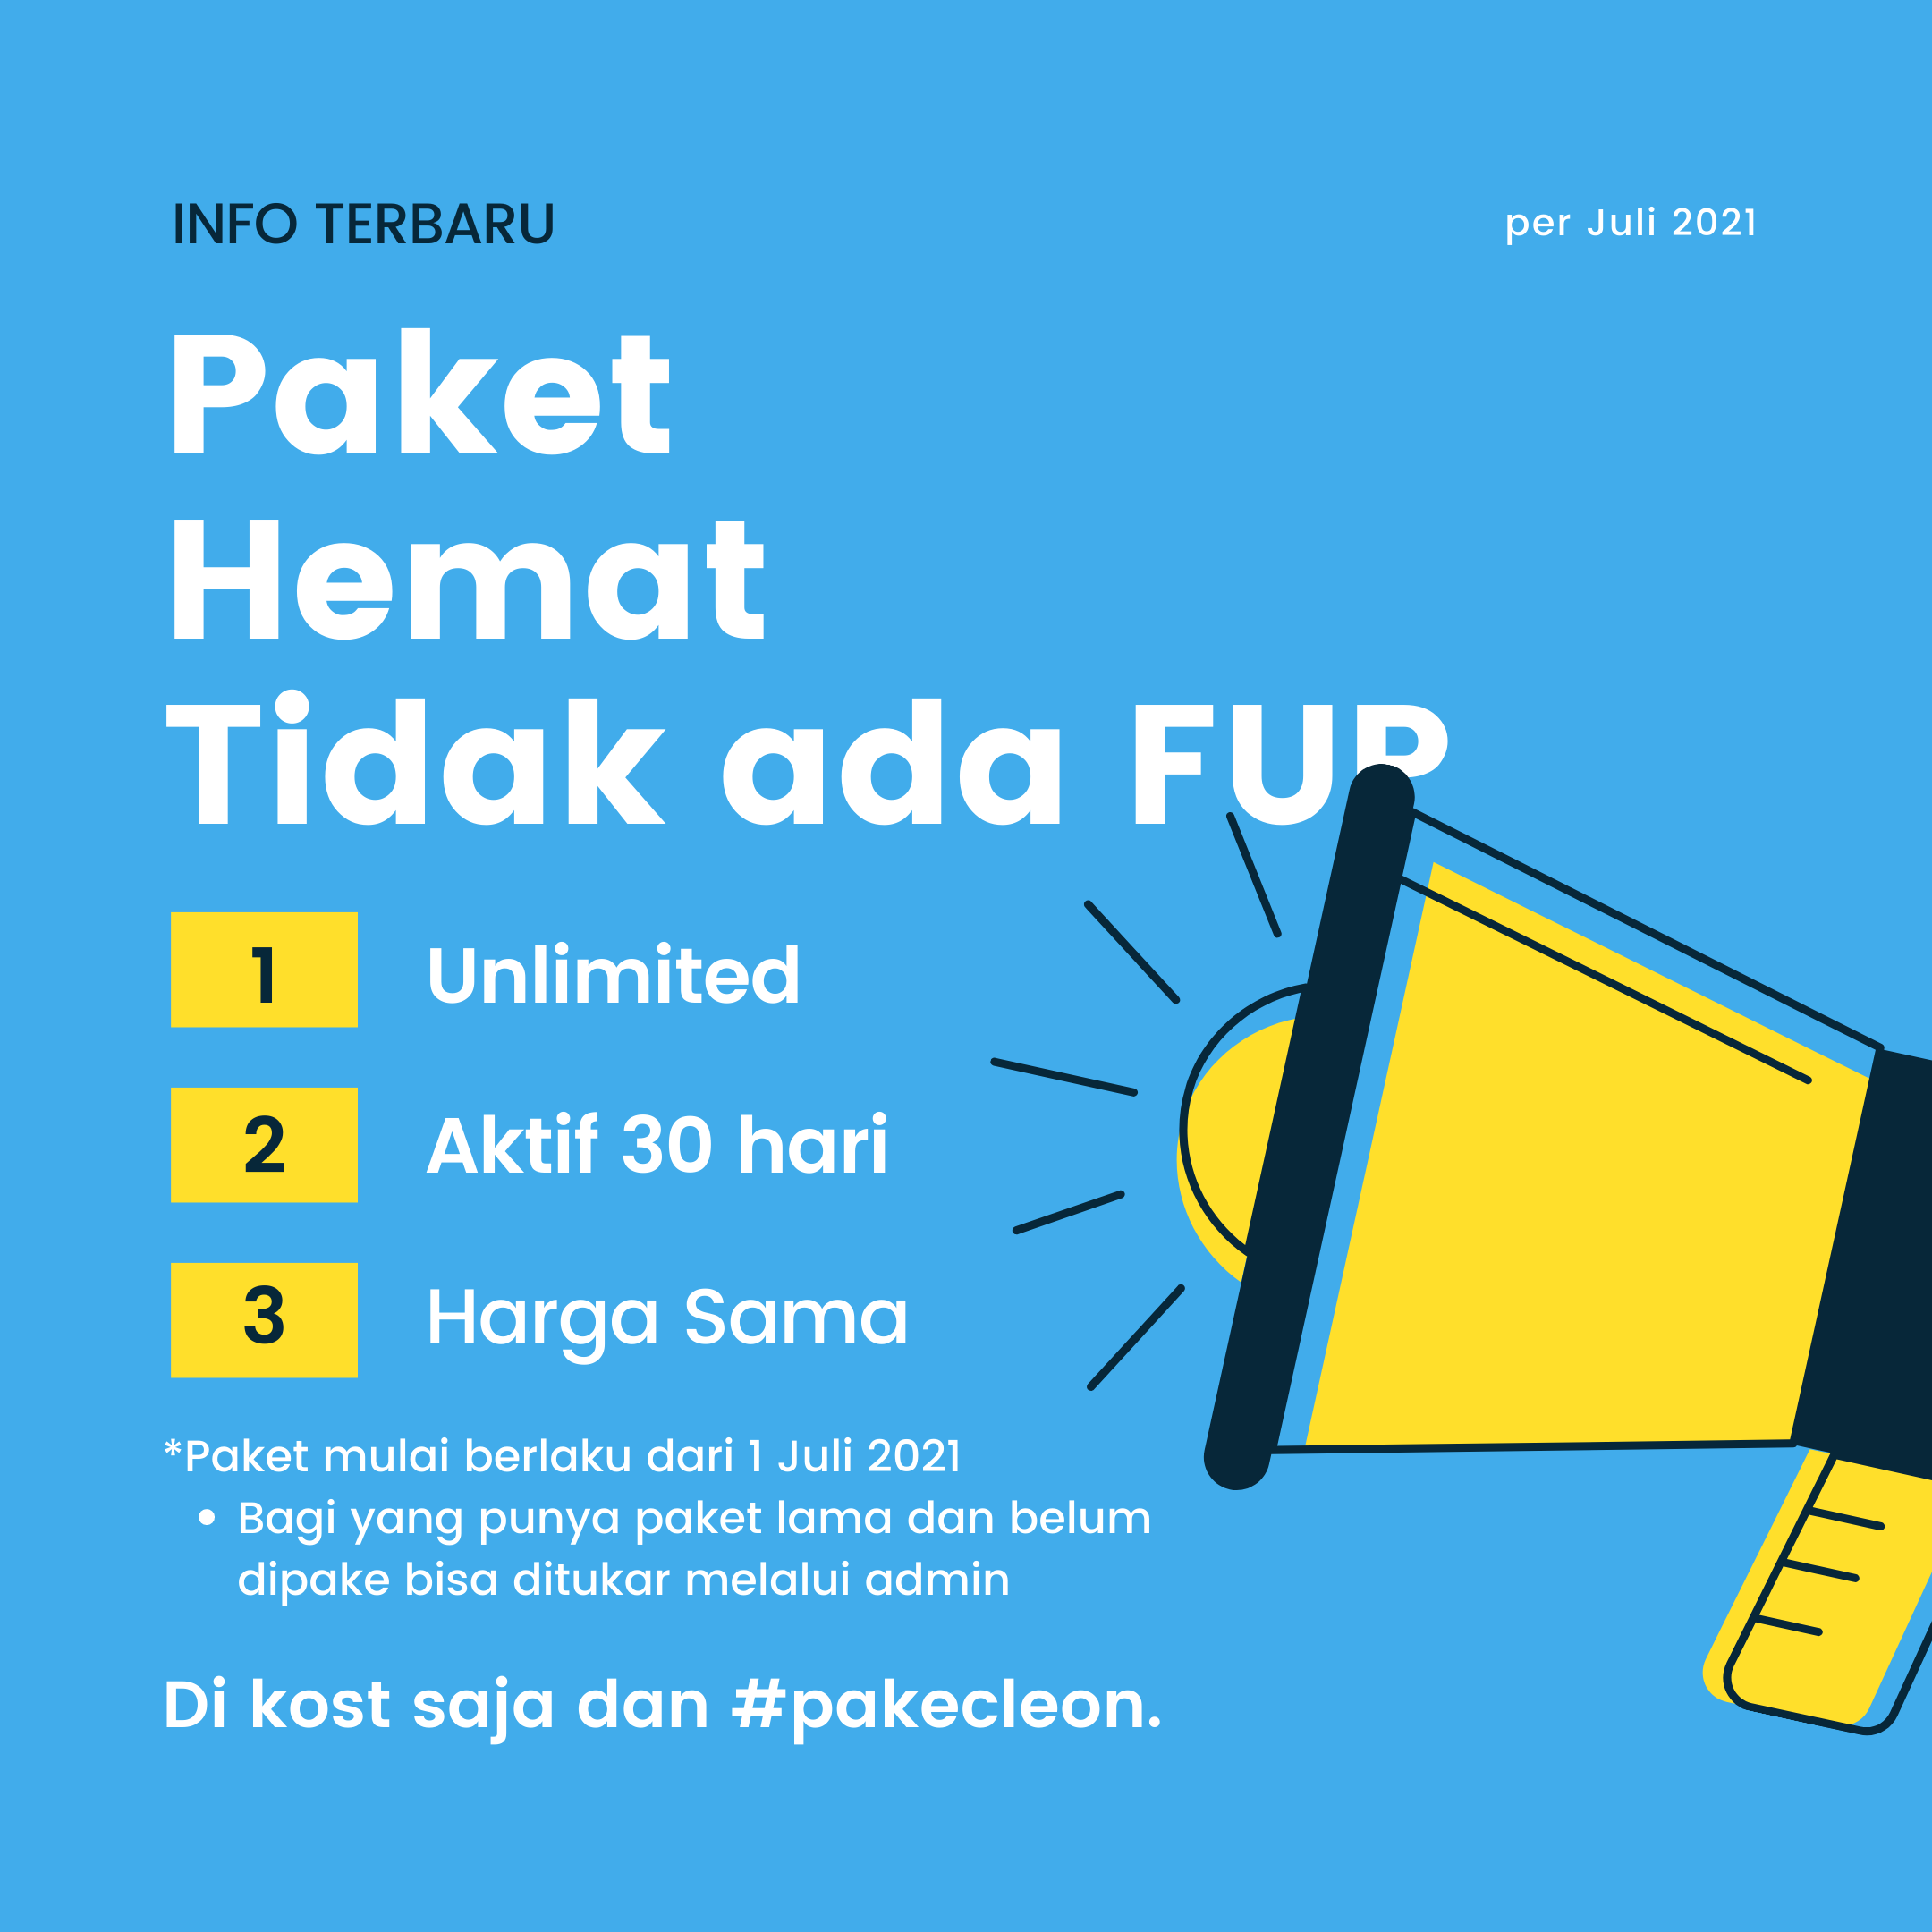 INFO TERBARU
per Juli 2021
Paket
Hemat
Tidak ada FUP
1
Unlimited
2
Aktif 30 hari
3
Harga Sama
*Paket mulai berlaku dari 1 Juli 2021
• Bagi yang punya paket lama dan belum
dipake bisa ditukar melalui admin
Di kost saja dan #pakecleon.